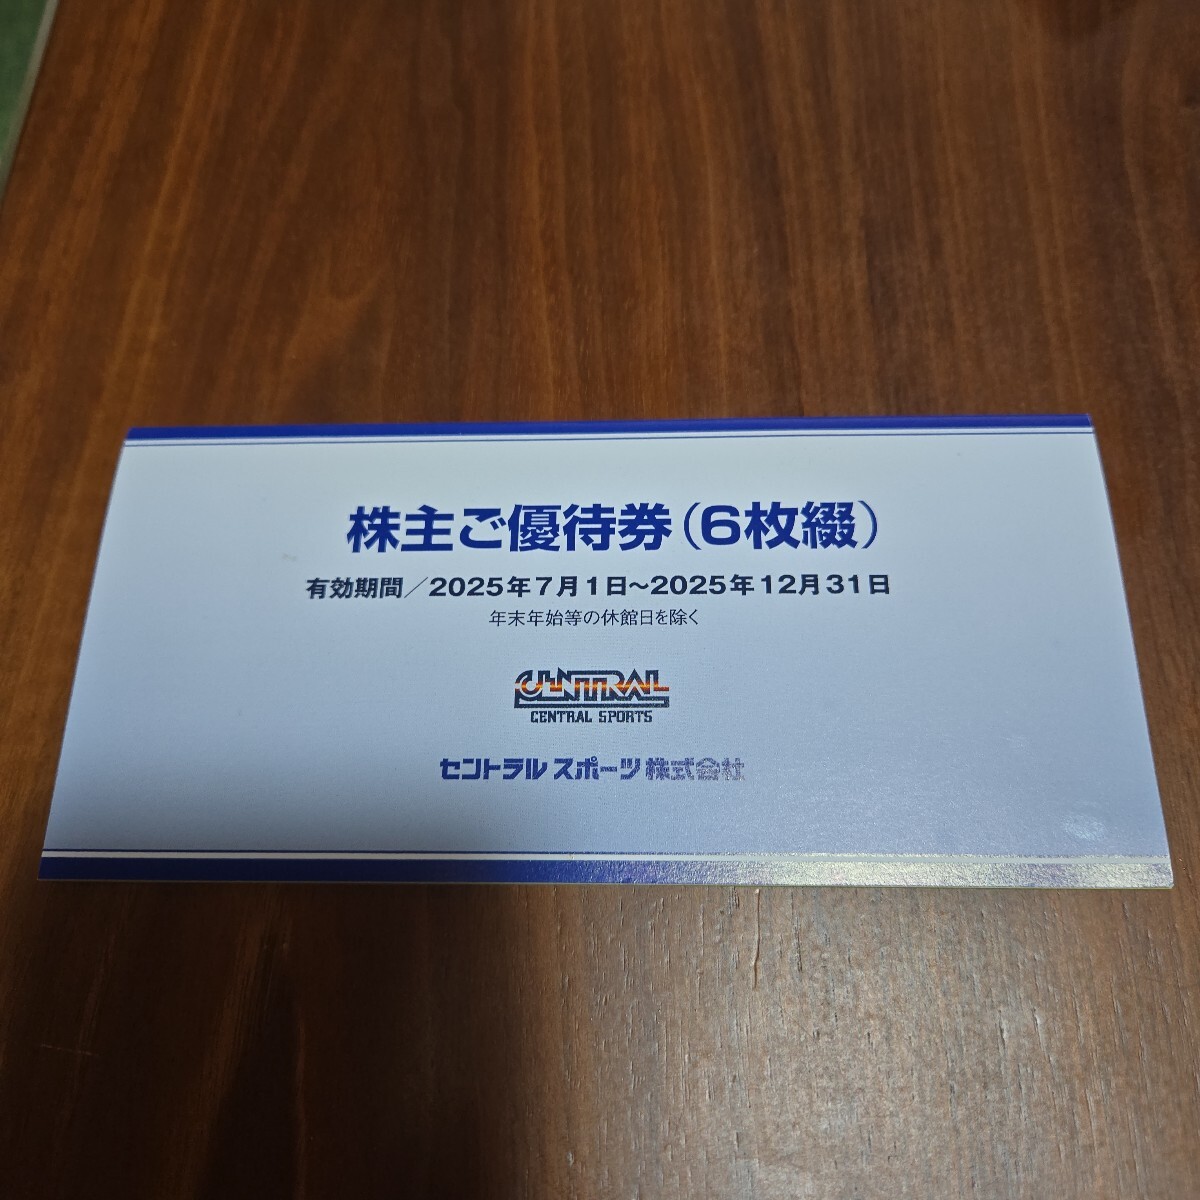 株主ご優待券（6枚綴）
有効期間／2025年7月1日～2025年12月31日
年末年始等の休館日を除く
CENTRAL
CENTRAL SPORTS
セントラルスポーツ株式会社